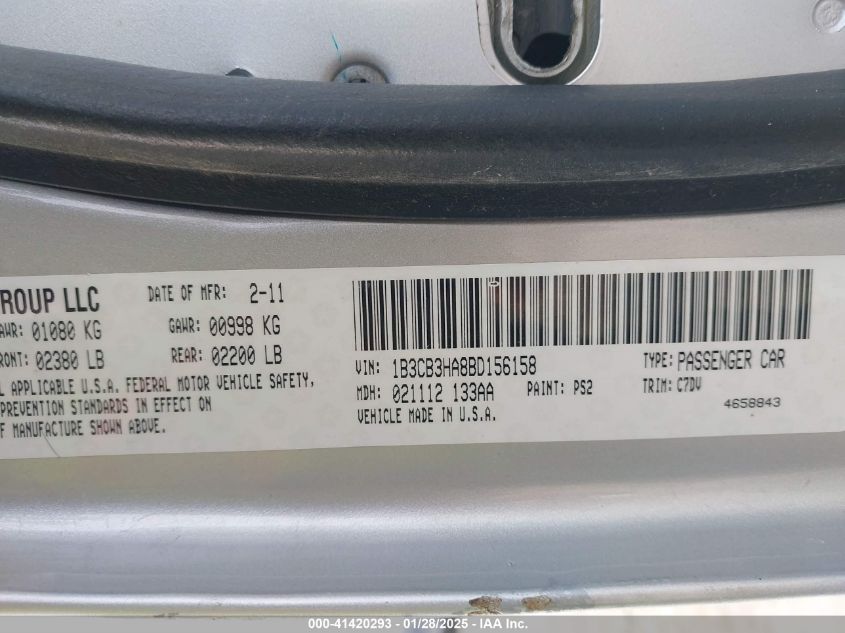 ROUP LLC DATE OF MFR: 2-11
GAWR: 00998 KG
01080 KG
REAR: 02200 LB
RONT: 02380 LB
APPLICABLE U.S.A. FEDERAL MOTOR VEHICLE SAFETY,
PREVENTION STANDARDS IN EFFECT ON
F MANUFACTURE SHOWN ABOVE.
VIN: 1B3CB3HA8BD156158 TYPE: PASSENGER CAR
MDH: 021112 133AA PAINT: PS2 TRIM: C7DV
VEHICLE MADE IN U.S.A. 4658843
000-41420293 - 01/28/2025 - IAA Inc.